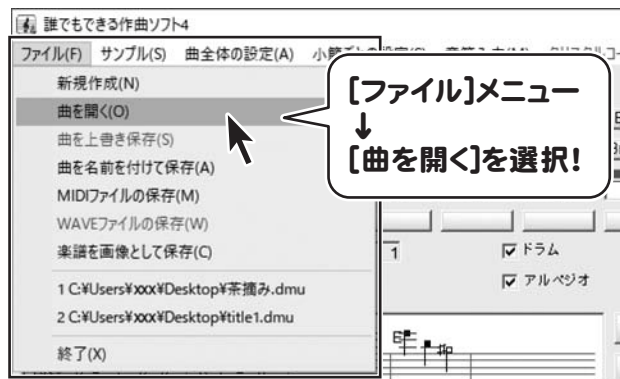 誰でもできる作曲ソフト4
ファイル(F) サンプル(S) 曲全体の設定(A)
新規作成(N)
曲を開く(O)
曲を上書き保存(S)
曲を名前を付けて保存(A)
MIDIファイルの保存(M)
WAVEファイルの保存(W)
楽譜を画像として保存(C)
1 C:¥Users¥xxx¥Desktop¥茶摘み.dmu
2 C:¥Users¥xxx¥Desktop¥title1.dmu
終了(X)
[ファイル]メニュー
↓
[曲を開く]を選択!
1
ドラム
アルペジオ